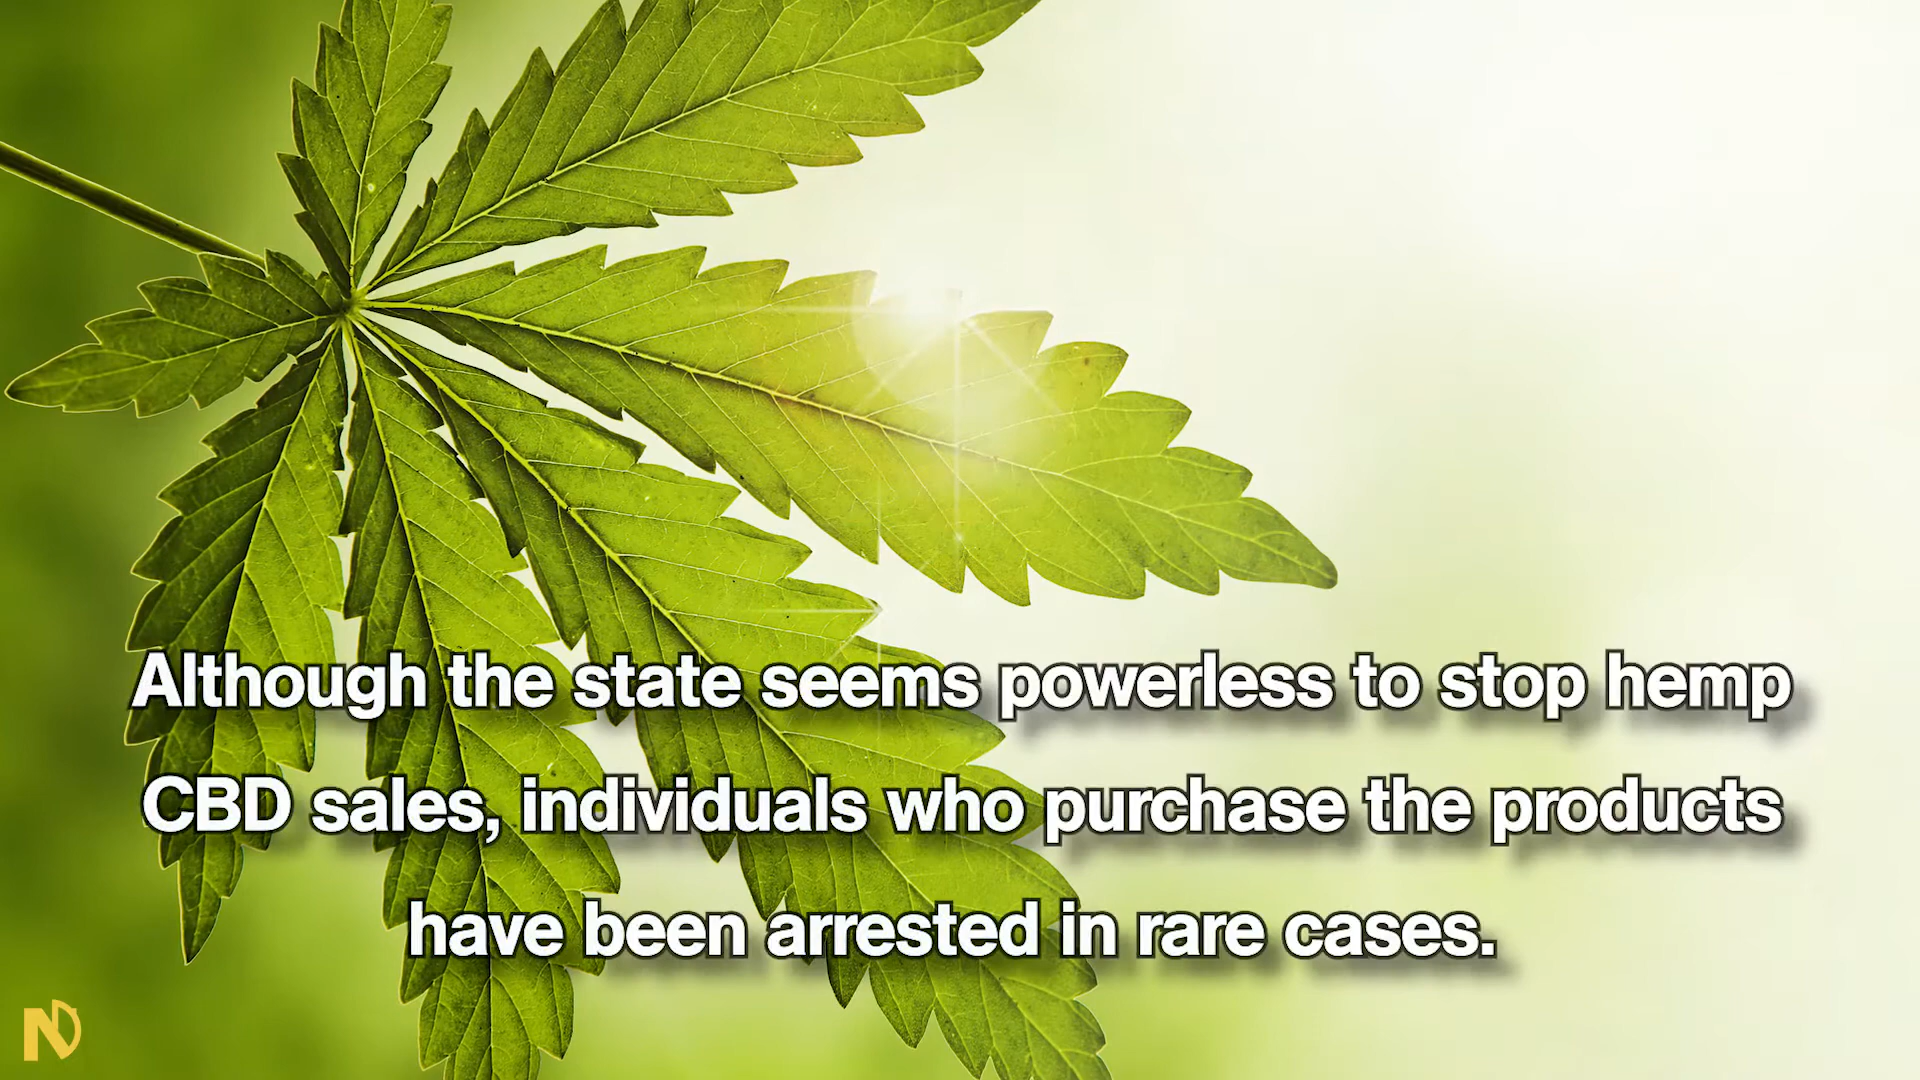 Although the state seems powerless to stop hemp
CBD sales, individuals who purchase the products
have been arrested in rare cases.